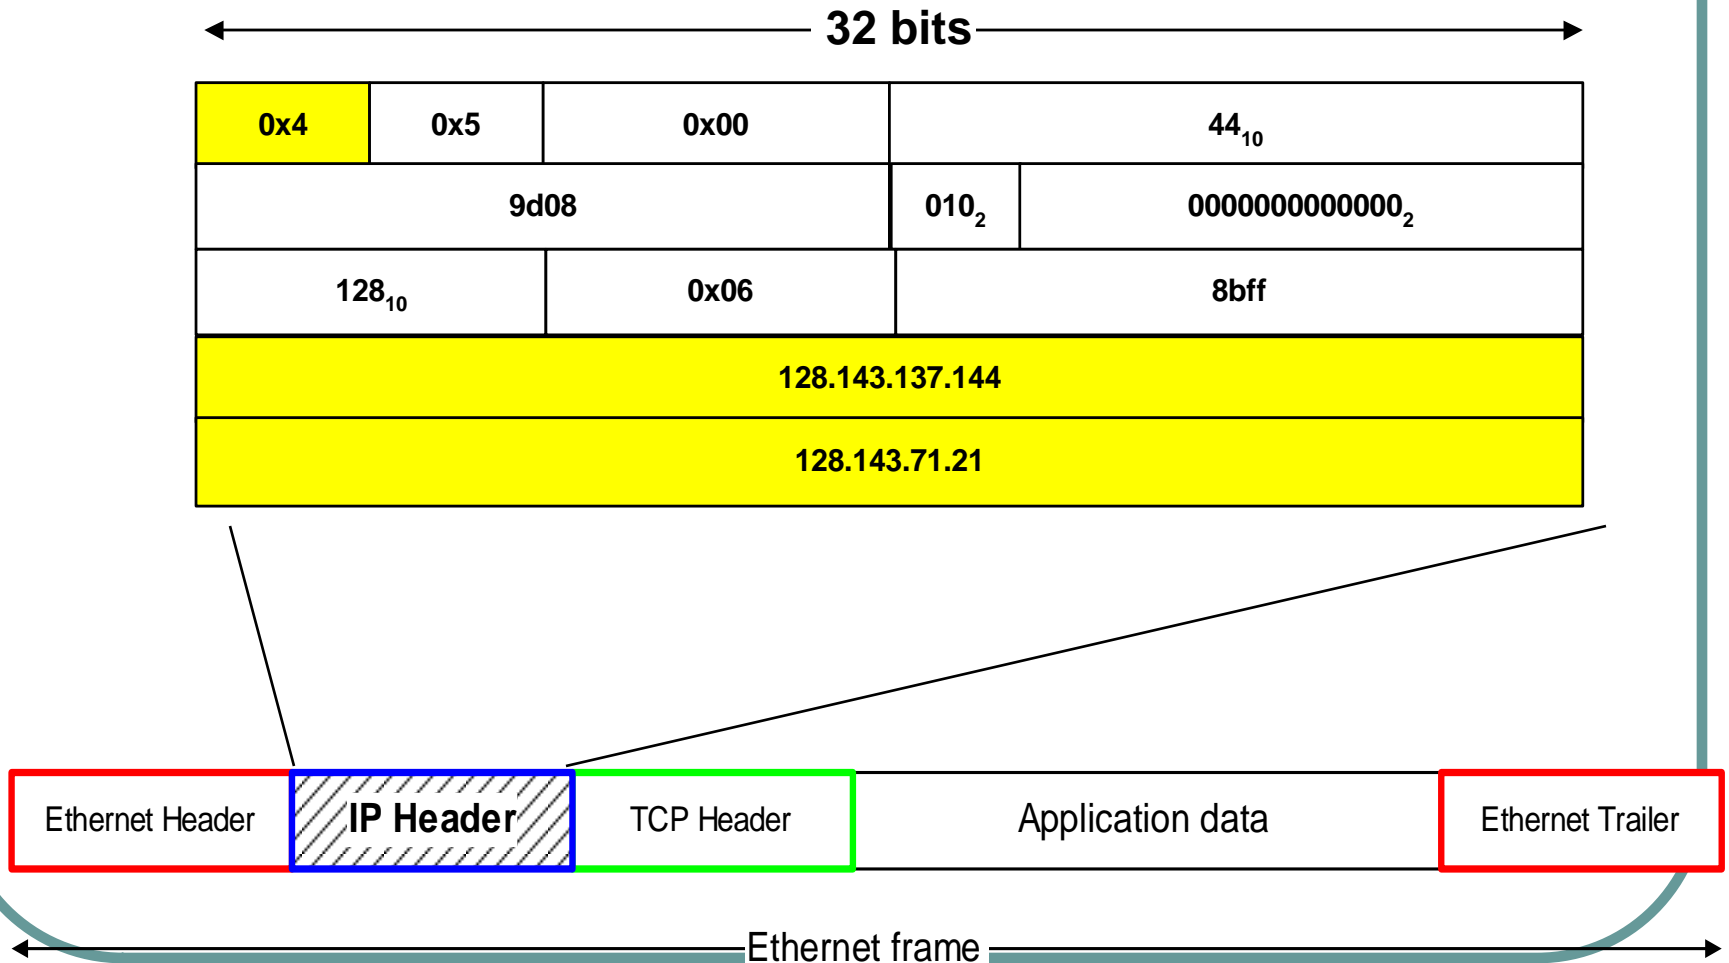 32 bits
0x4 0x5 0x00 44₁₀
9d08 010₂ 0000000000000₂
128₁₀ 0x06 8bff
128.143.137.144
128.143.71.21
Ethernet Header IP Header TCP Header Application data Ethernet Trailer
Ethernet frame